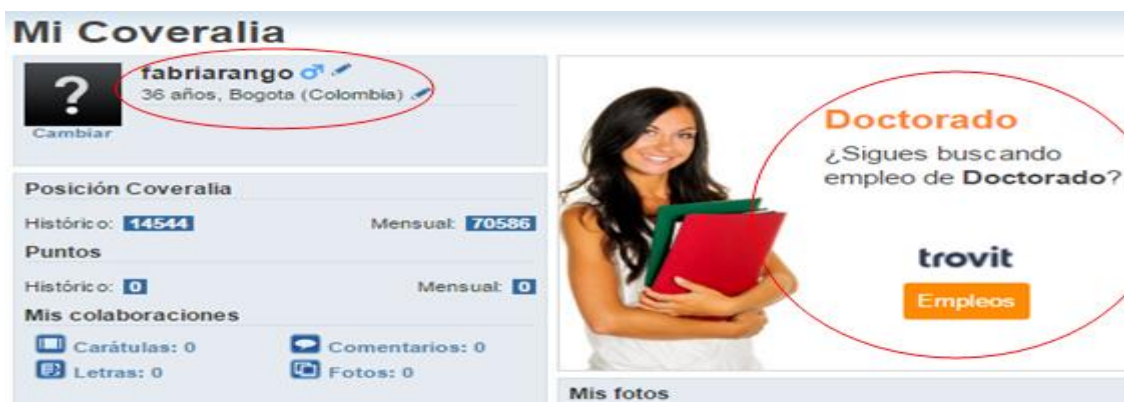 Mi Coveralia
?
fabriarango
36 años, Bogota (Colombia)
Cambiar
Posición Coveralia
Histórico: 14544 Mensual: 70586
Puntos
Histórico: 0 Mensual: 0
Mis colaboraciones
Carátulas: 0 Comentarios: 0
Letras: 0 Fotos: 0
Doctorado
¿Sigues buscando
empleo de Doctorado?
trovit
Empleos
Mis fotos